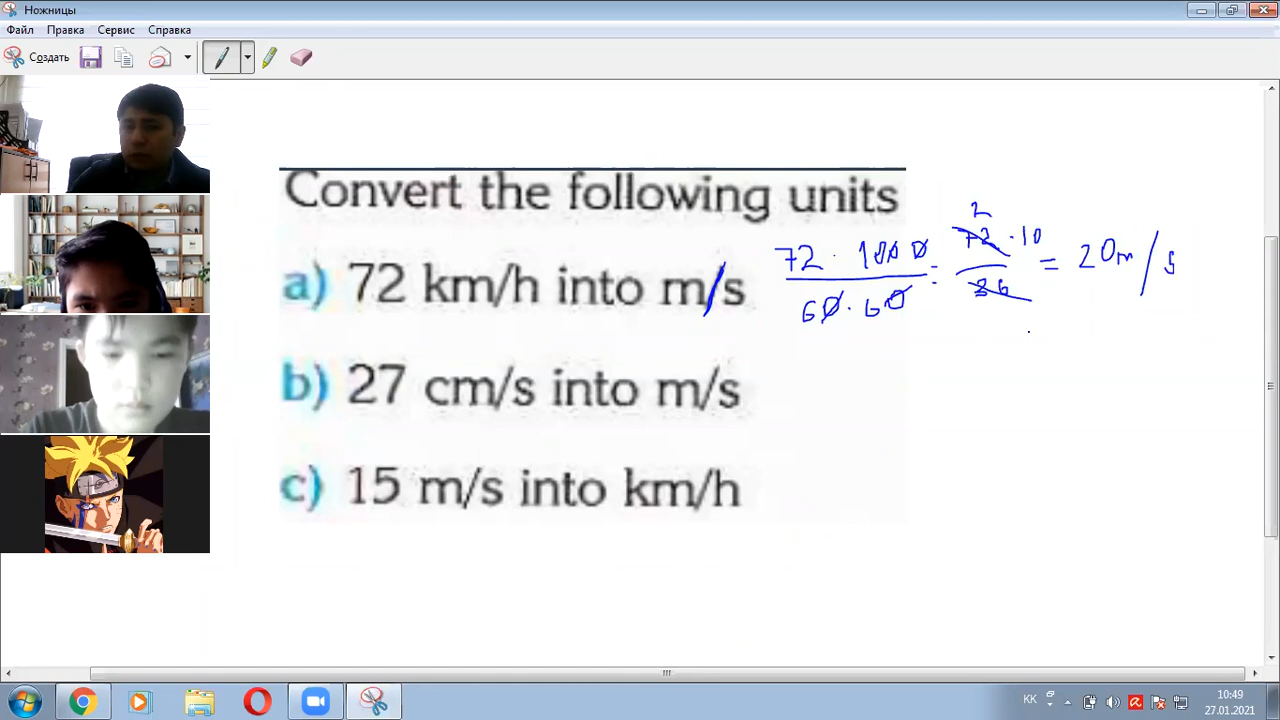 Ножницы
Файл Правка Сервис Справка
Создать
Convert the following units
a) 72 km/h into m/s
72 · 1000 / 60 · 60 = 72 · 10 / 36 = 20 m/s
2
b) 27 cm/s into m/s
c) 15 m/s into km/h
KK
10:49
27.01.2021